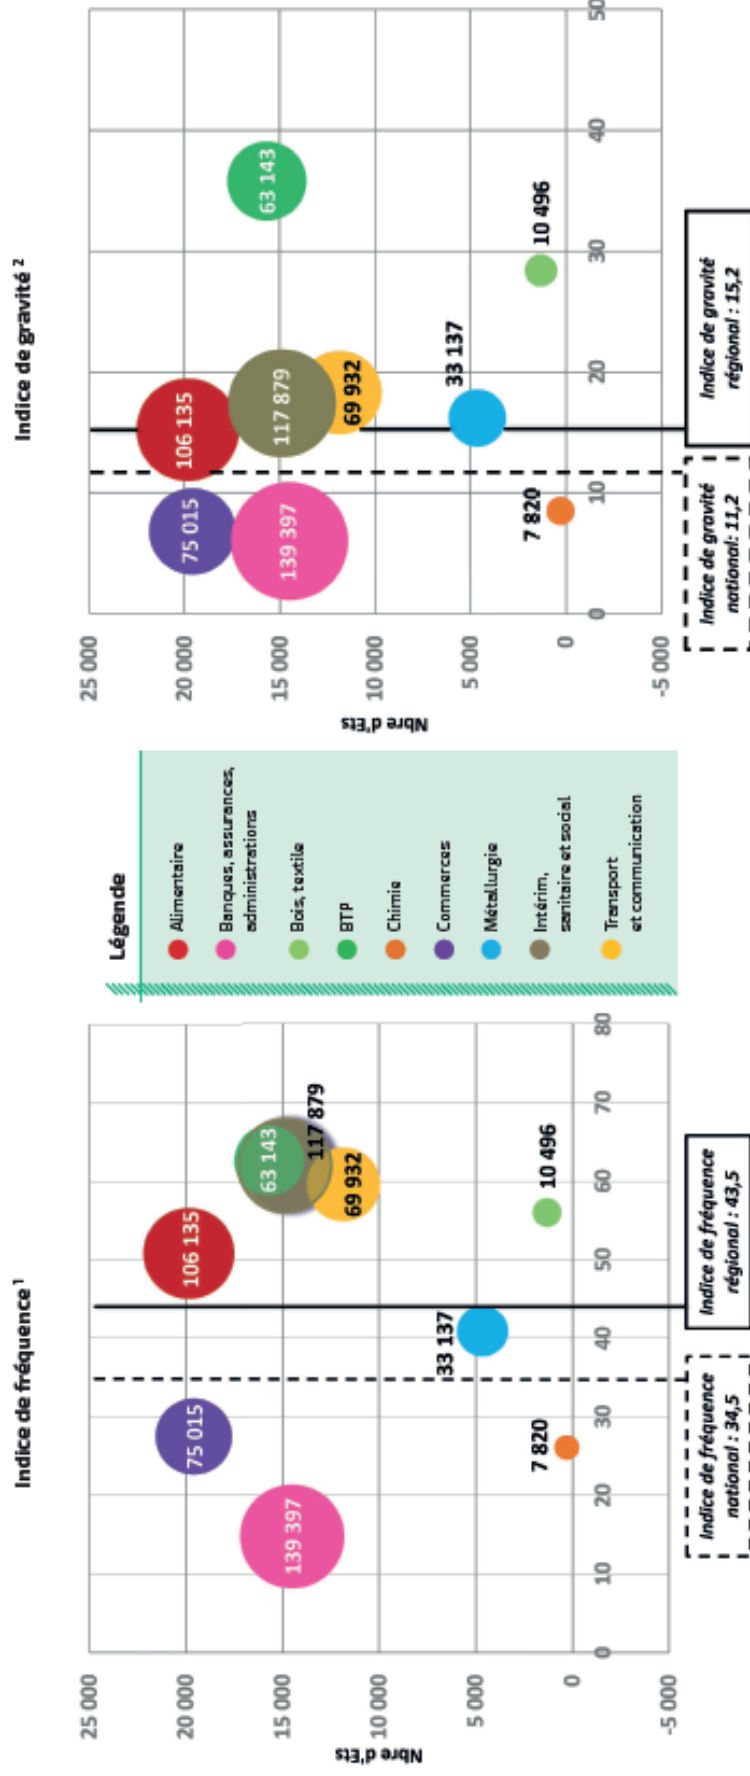 Indice de fréquence ¹
25 000
20 000
15 000
10 000
5 000
0
-5 000
Nbre d'Ets
0
10
20
30
40
50
60
70
80
139 397
75 015
106 135
63 143
117 879
69 932
33 137
10 496
7 820
Indice de fréquence
national : 34,5
Indice de fréquence
régional : 43,5
Légende
Alimentaire
Banques, assurances,
administrations
Bois, textile
BTP
Chimie
Commerces
Métallurgie
Intérim,
sanitaire et social
Transport
et communication
Indice de gravité ²
25 000
20 000
15 000
10 000
5 000
0
-5 000
Nbre d'Ets
0
10
20
30
40
50
75 015
139 397
106 135
117 879
69 932
63 143
33 137
10 496
7 820
Indice de gravité
national: 11,2
Indice de gravité
régional : 15,2